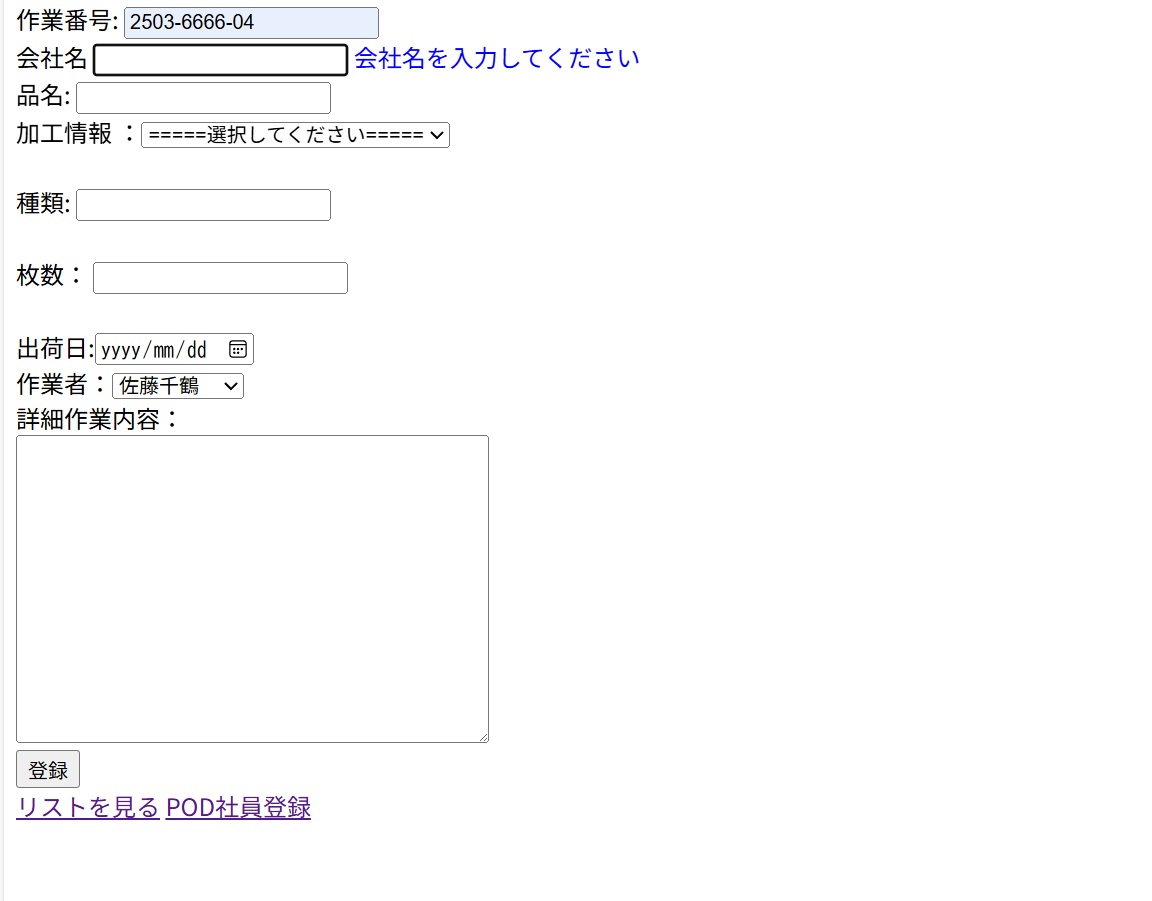 作業番号: 2503-6666-04
会社名 会社名を入力してください
品名:
加工情報 ： =====選択してください=====
種類:
枚数：
出荷日: yyyy/mm/dd
作業者： 佐藤千鶴
詳細作業内容：
登録
リストを見る POD社員登録